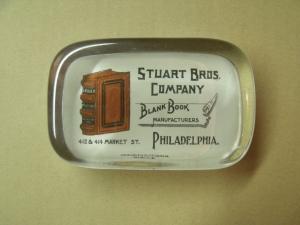 STUART BROS.
COMPANY
BLANK BOOK
MANUFACTURERS
412 & 414 MARKET ST.
PHILADELPHIA.